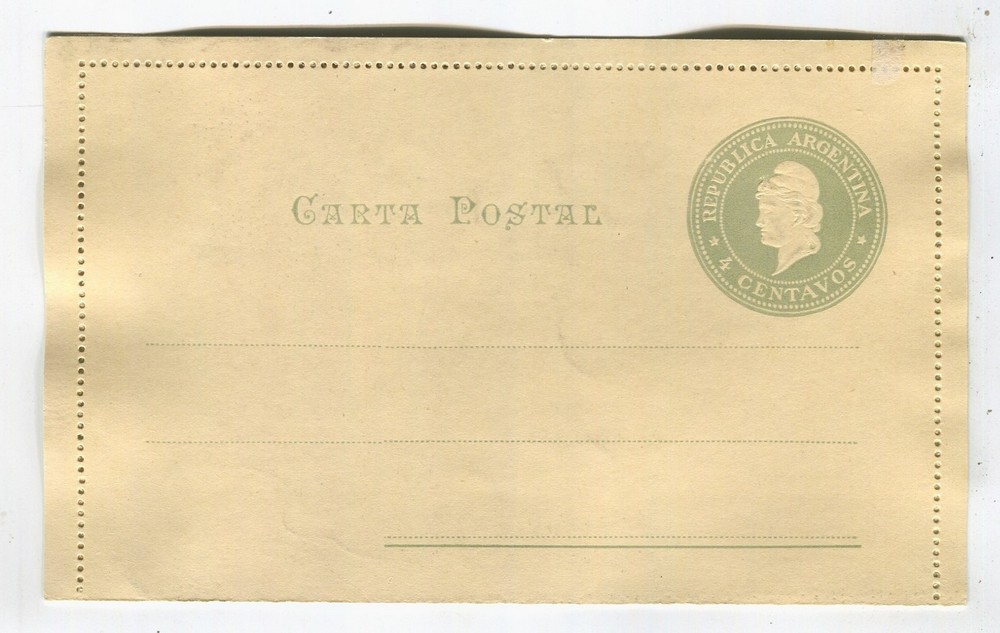 CARTA POSTAL
REPUBLICA ARGENTINA
4 CENTAVOS